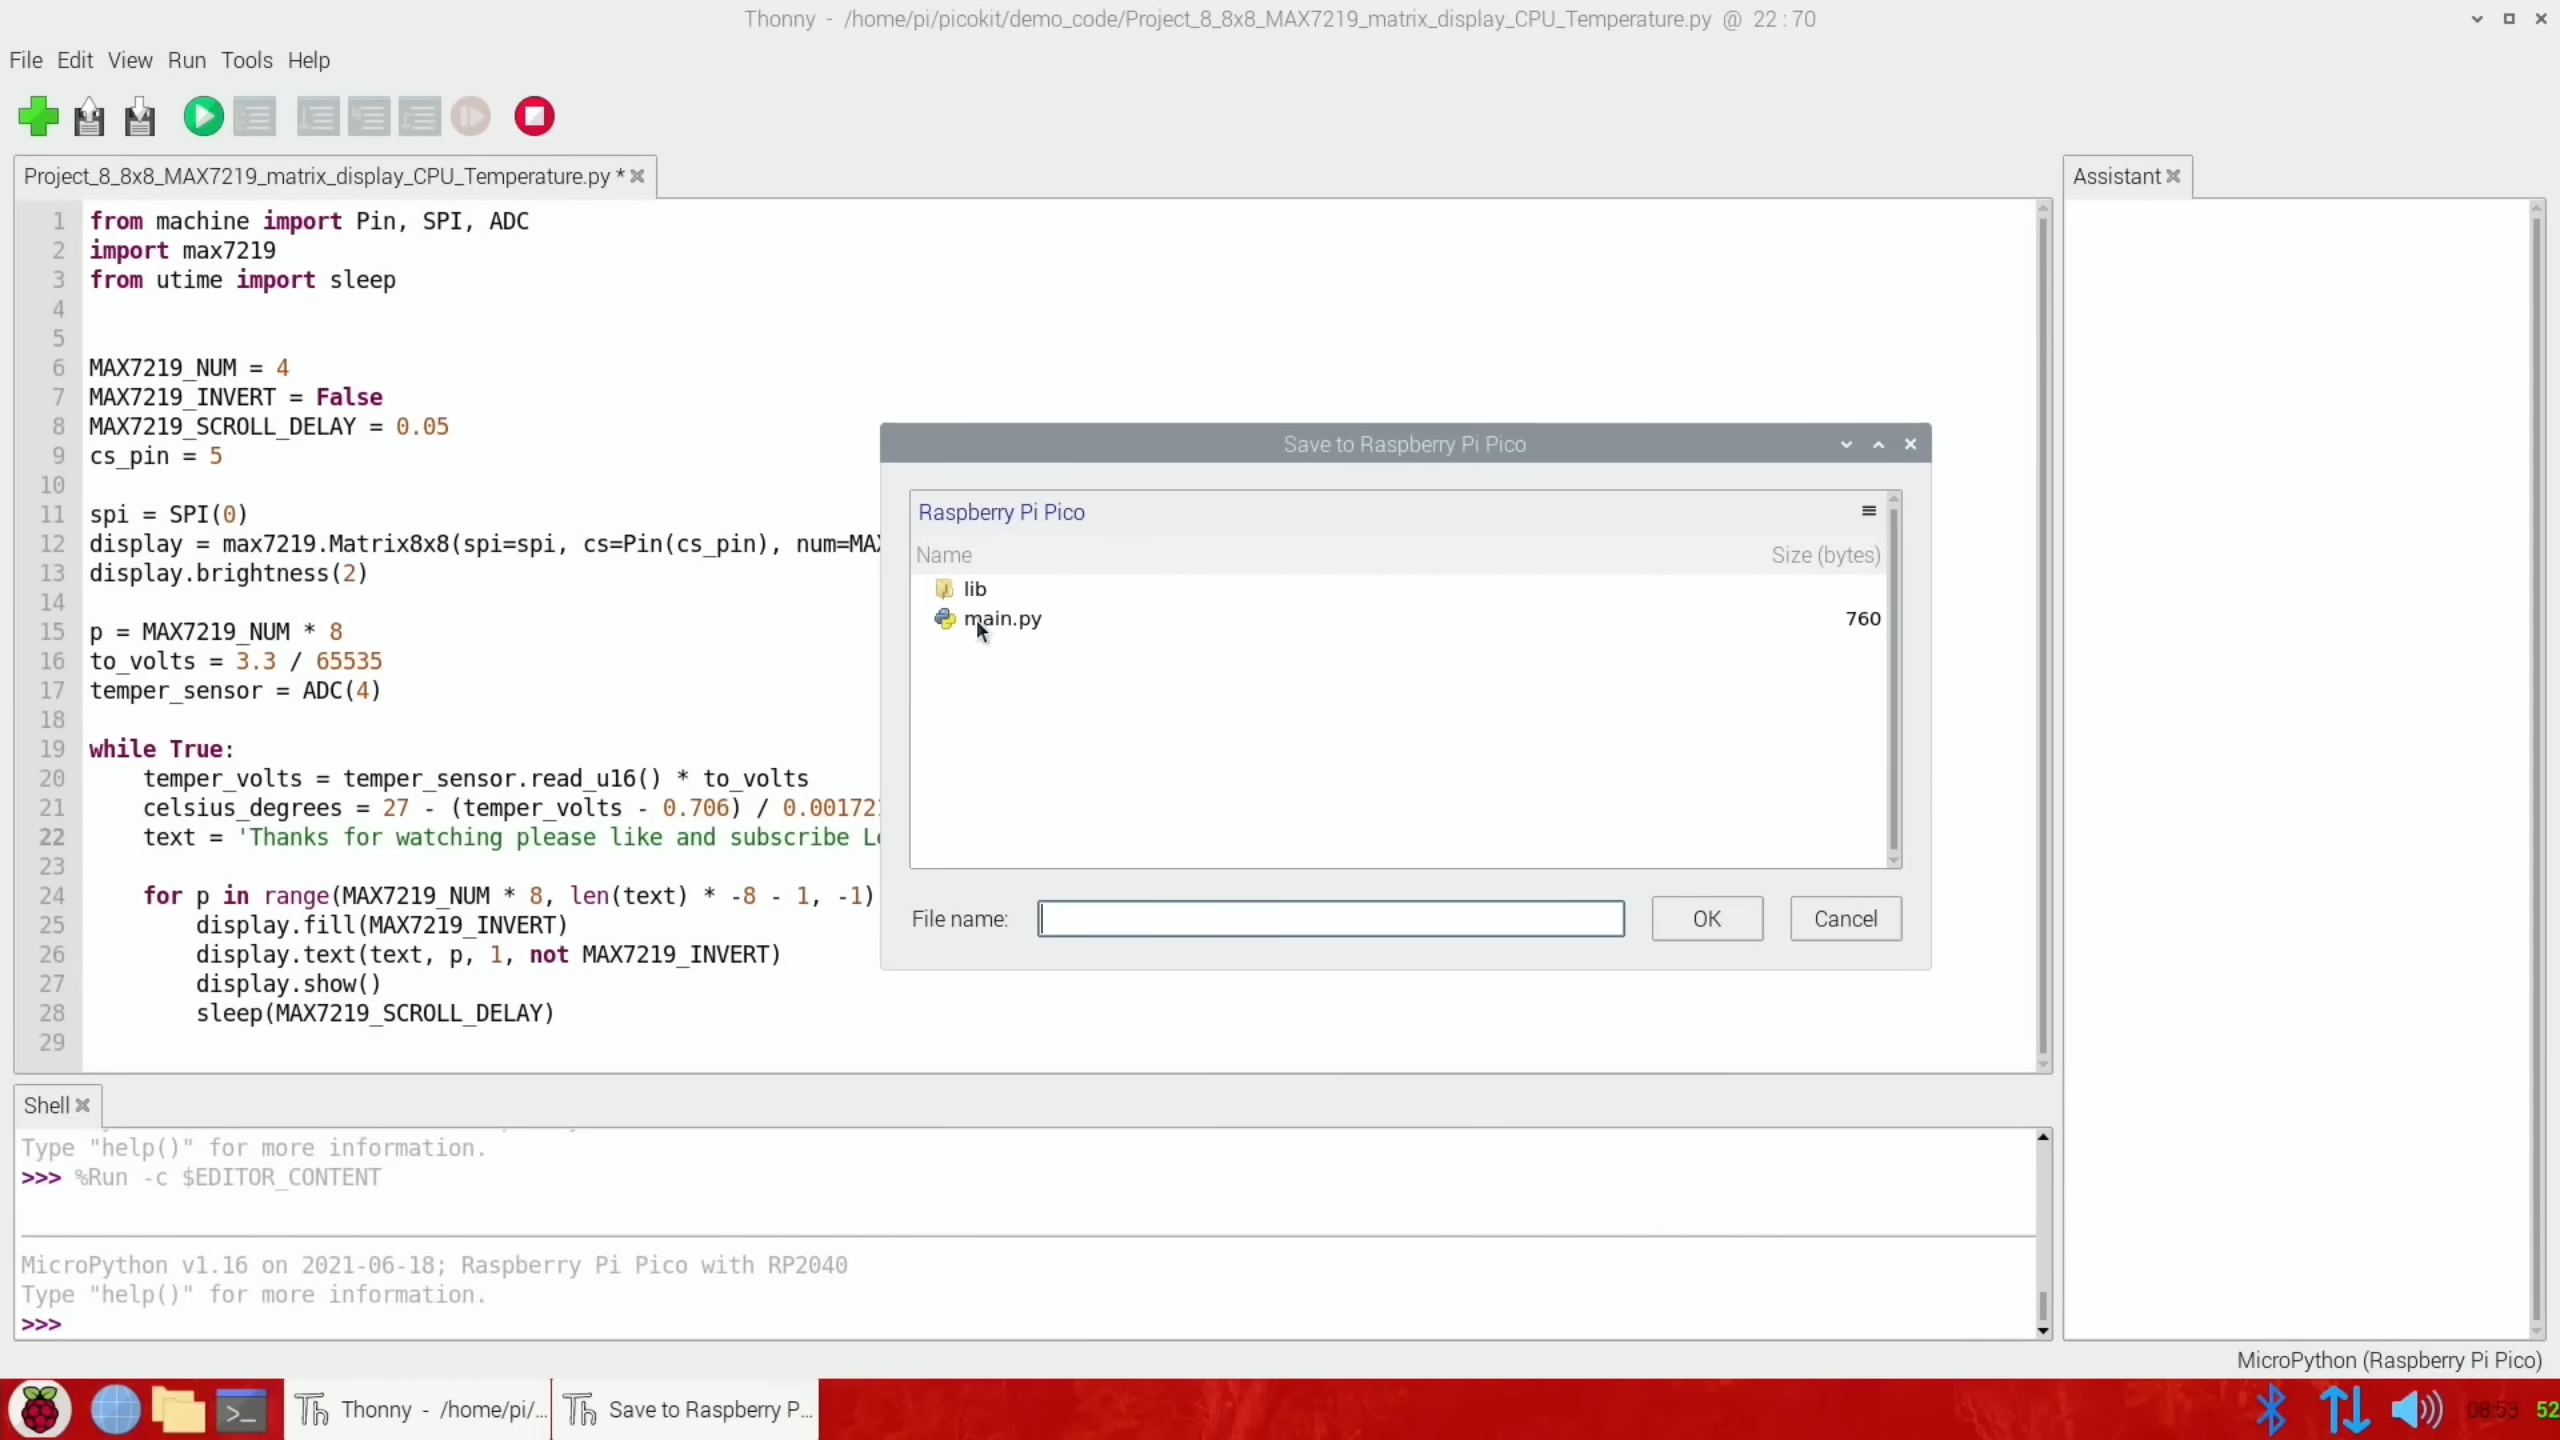 Thonny - /home/pi/picokit/demo_code/Project_8_8x8_MAX7219_matrix_display_CPU_Temperature.py @ 22 : 70
File Edit View Run Tools Help
Project_8_8x8_MAX7219_matrix_display_CPU_Temperature.py *
Assistant
1 from machine import Pin, SPI, ADC
2 import max7219
3 from utime import sleep
4
5
6 MAX7219_NUM = 4
7 MAX7219_INVERT = False
8 MAX7219_SCROLL_DELAY = 0.05
9 cs_pin = 5
10
11 spi = SPI(0)
12 display = max7219.Matrix8x8(spi=spi, cs=Pin(cs_pin), num=MA
13 display.brightness(2)
14
15 p = MAX7219_NUM * 8
16 to_volts = 3.3 / 65535
17 temper_sensor = ADC(4)
18
19 while True:
20 temper_volts = temper_sensor.read_u16() * to_volts
21 celsius_degrees = 27 - (temper_volts - 0.706) / 0.00172
22 text = 'Thanks for watching please like and subscribe L
23
24 for p in range(MAX7219_NUM * 8, len(text) * -8 - 1, -1)
25 display.fill(MAX7219_INVERT)
26 display.text(text, p, 1, not MAX7219_INVERT)
27 display.show()
28 sleep(MAX7219_SCROLL_DELAY)
29
Save to Raspberry Pi Pico
Raspberry Pi Pico
Name Size (bytes)
lib
main.py 760
File name: OK Cancel
Shell
Type "help()" for more information.
>>> %Run -c $EDITOR_CONTENT
MicroPython v1.16 on 2021-06-18; Raspberry Pi Pico with RP2040
Type "help()" for more information.
>>>
MicroPython (Raspberry Pi Pico)
Thonny - /home/pi/...
Save to Raspberry P...
08:53 52